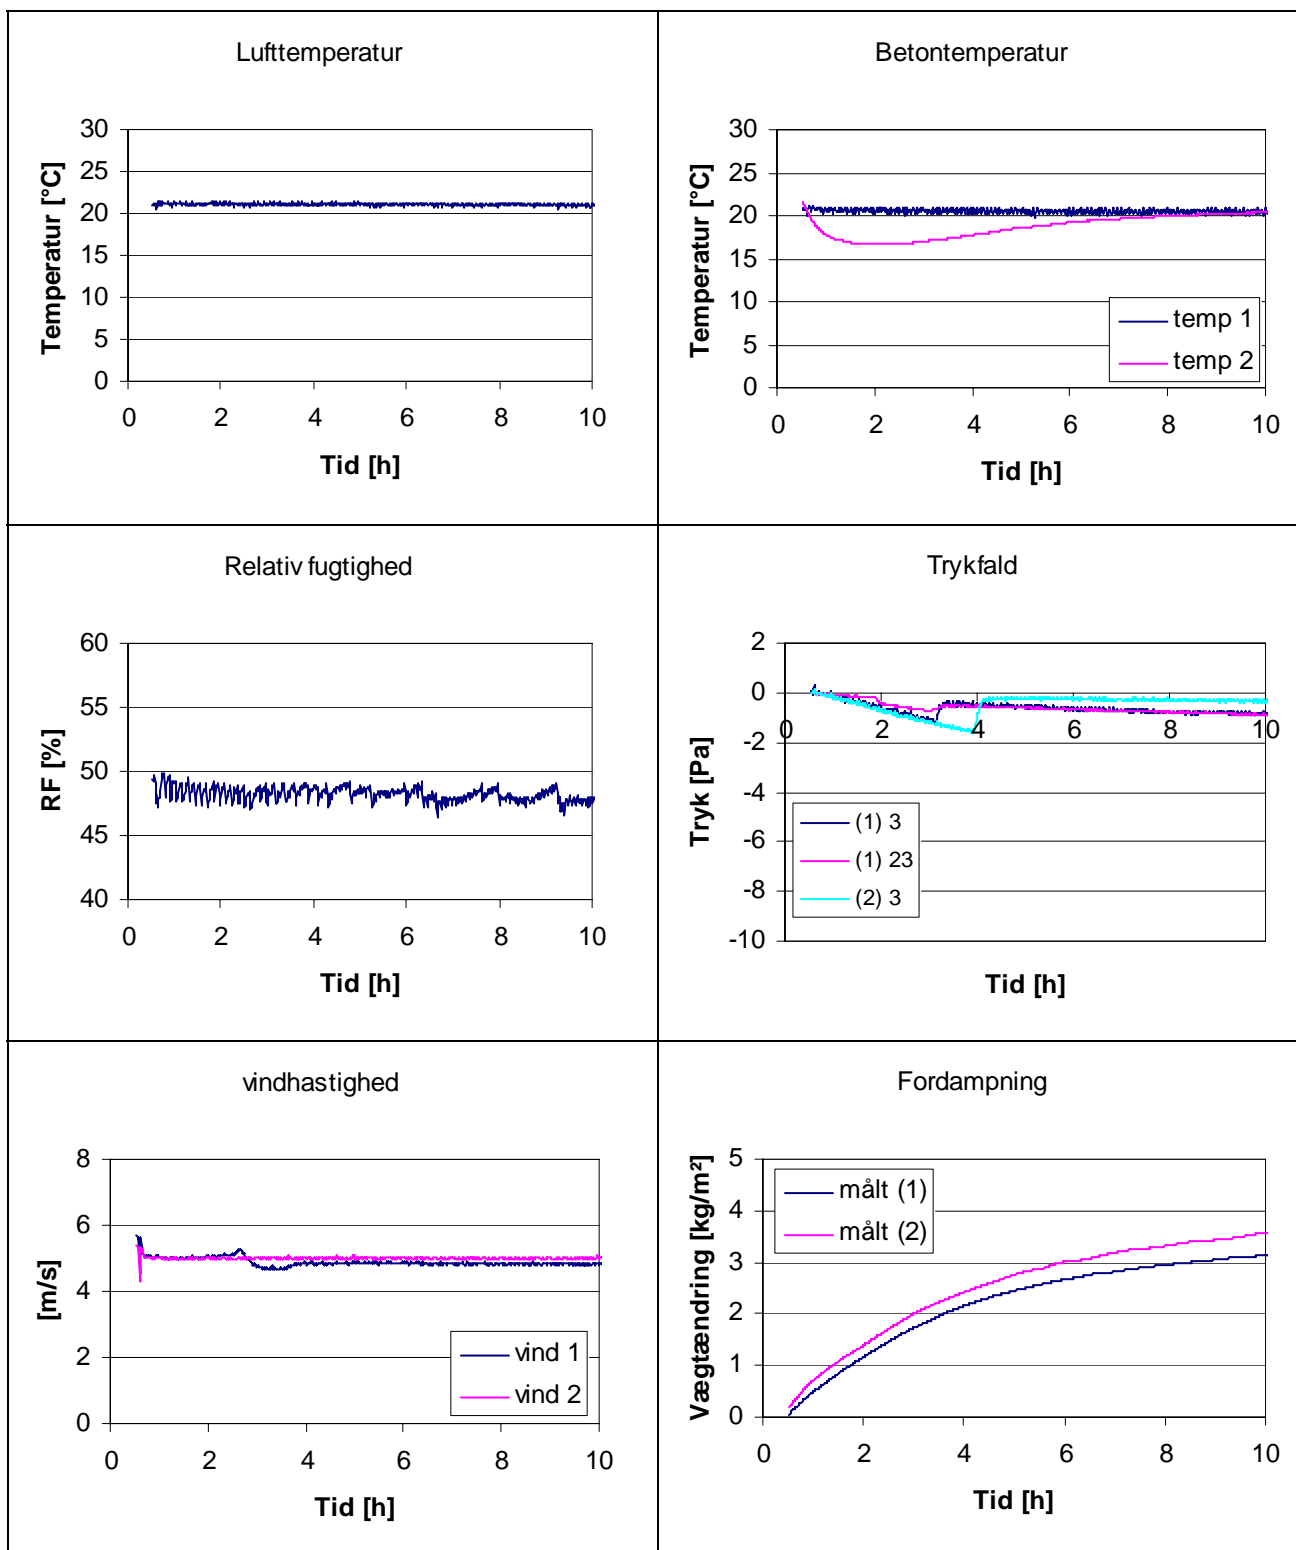 Lufttemperatur
30
25
20
15
10
5
0
Temperatur [°C]
0 2 4 6 8 10
Tid [h]
Betontemperatur
30
25
20
15
10
5
0
Temperatur [°C]
temp 1
temp 2
0 2 4 6 8 10
Tid [h]
Relativ fugtighed
60
55
50
45
40
RF [%]
0 2 4 6 8 10
Tid [h]
Trykfald
2
0
-2
-4
-6
-8
-10
Tryk [Pa]
0 2 4 6 8 10
(1) 3
(1) 23
(2) 3
Tid [h]
vindhastighed
8
6
4
2
0
[m/s]
vind 1
vind 2
0 2 4 6 8 10
Tid [h]
Fordampning
5
4
3
2
1
0
Vægtændring [kg/m²]
målt (1)
målt (2)
0 2 4 6 8 10
Tid [h]